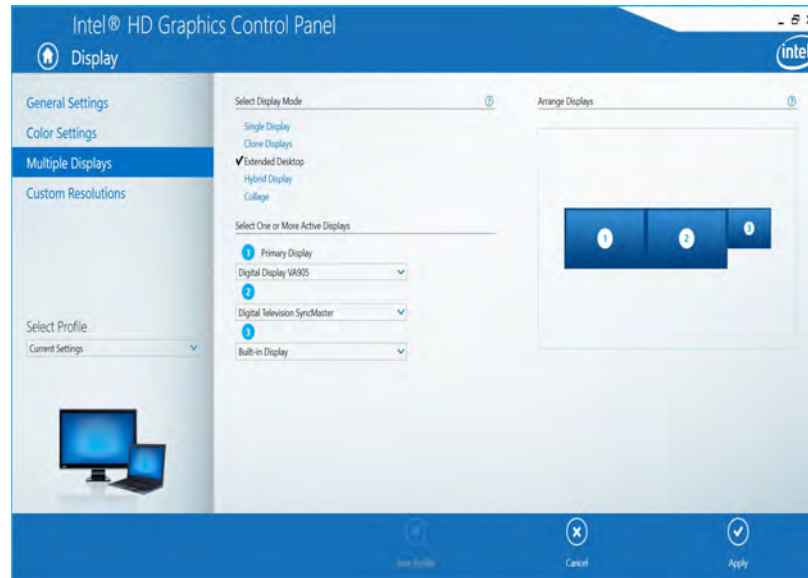 Intel® HD Graphics Control Panel
Display
intel
General Settings
Color Settings
Multiple Displays
Custom Resolutions
Select Profile
Current Settings
Select Display Mode
Single Display
Clone Displays
Extended Desktop
Hybrid Display
Collage
Select One or More Active Displays
1 Primary Display
Digital Display VA905
2
Digital Television SyncMaster
3
Built-in Display
Arrange Displays
1 2 3
Save Profile
Cancel
Apply